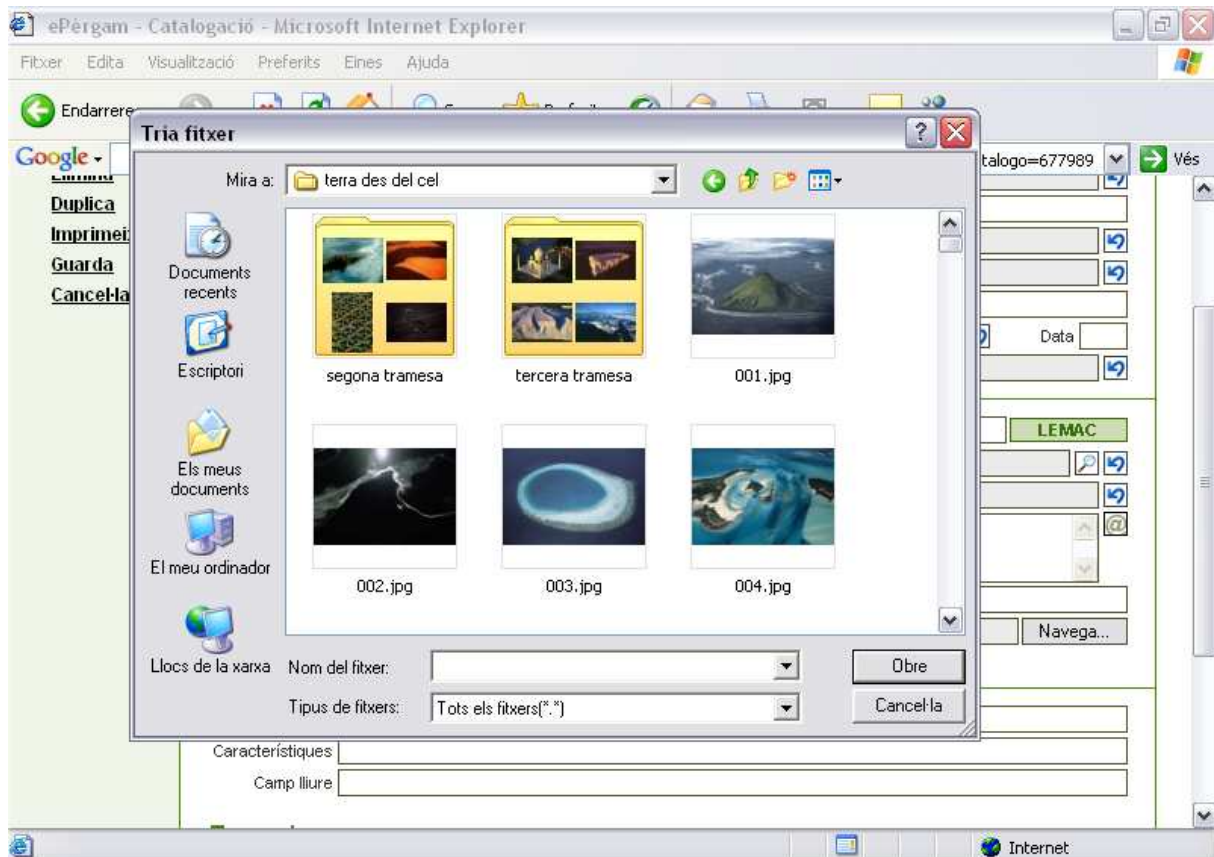 ePèrgam - Catalogació - Microsoft Internet Explorer
Fitxer Edita Visualització Preferits Eines Ajuda
Endarrere
Google
talogo=677989 Vés
Tria fitxer
Mira a: terra des del cel
Elimina
Duplica
Imprimei
Guarda
Cancel·la
Documents recents
Escriptori
Els meus documents
El meu ordinador
Llocs de la xarxa
segona tramesa tercera tramesa 001.jpg
002.jpg 003.jpg 004.jpg
Nom del fitxer: Obre
Tipus de fitxers: Tots els fitxers(*.*) Cancel·la
Data
LEMAC
Navega...
Característiques
Camp lliure
Internet